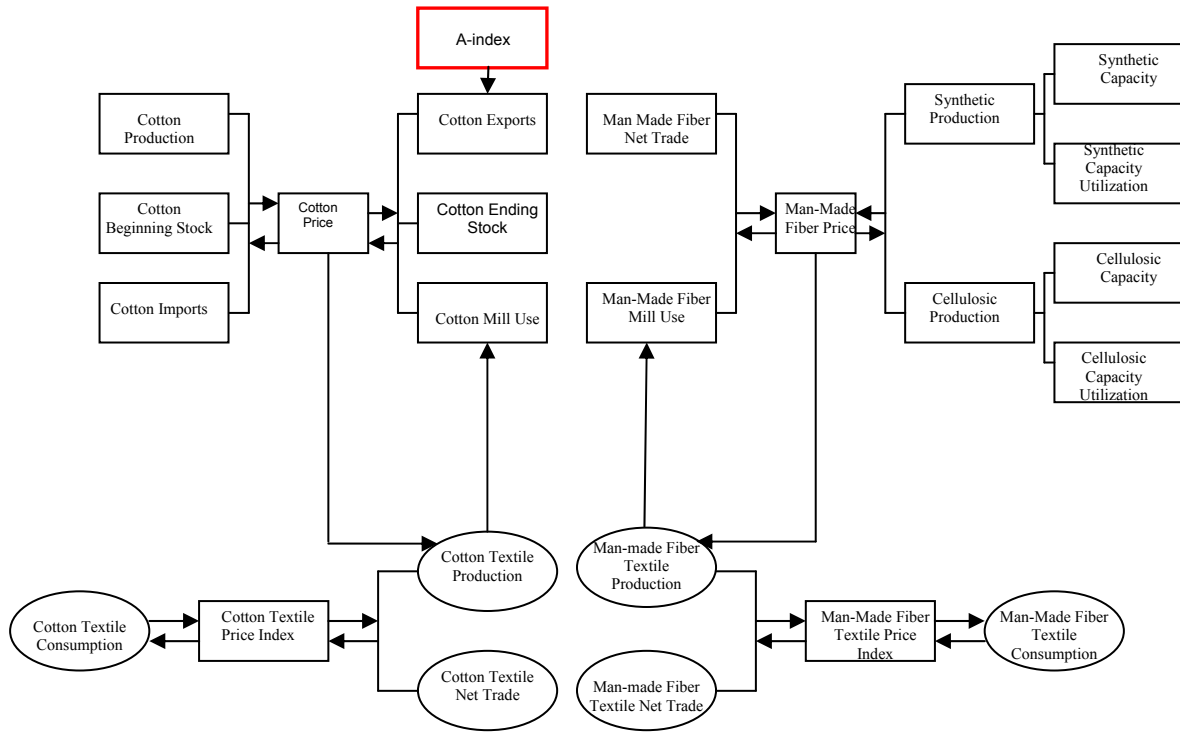 A-index
Cotton
Production
Cotton Exports
Man Made Fiber
Net Trade
Synthetic
Production
Synthetic
Capacity
Synthetic
Capacity
Utilization
Cotton
Beginning Stock
Cotton
Price
Cotton Ending
Stock
Man-Made
Fiber Price
Cotton Imports
Cotton Mill Use
Man-Made Fiber
Mill Use
Cellulosic
Production
Cellulosic
Capacity
Cellulosic
Capacity
Utilization
Cotton Textile
Production
Man-made Fiber
Textile
Production
Cotton Textile
Consumption
Cotton Textile
Price Index
Man-Made Fiber
Textile Price
Index
Man-Made Fiber
Textile
Consumption
Cotton Textile
Net Trade
Man-made Fiber
Textile Net Trade